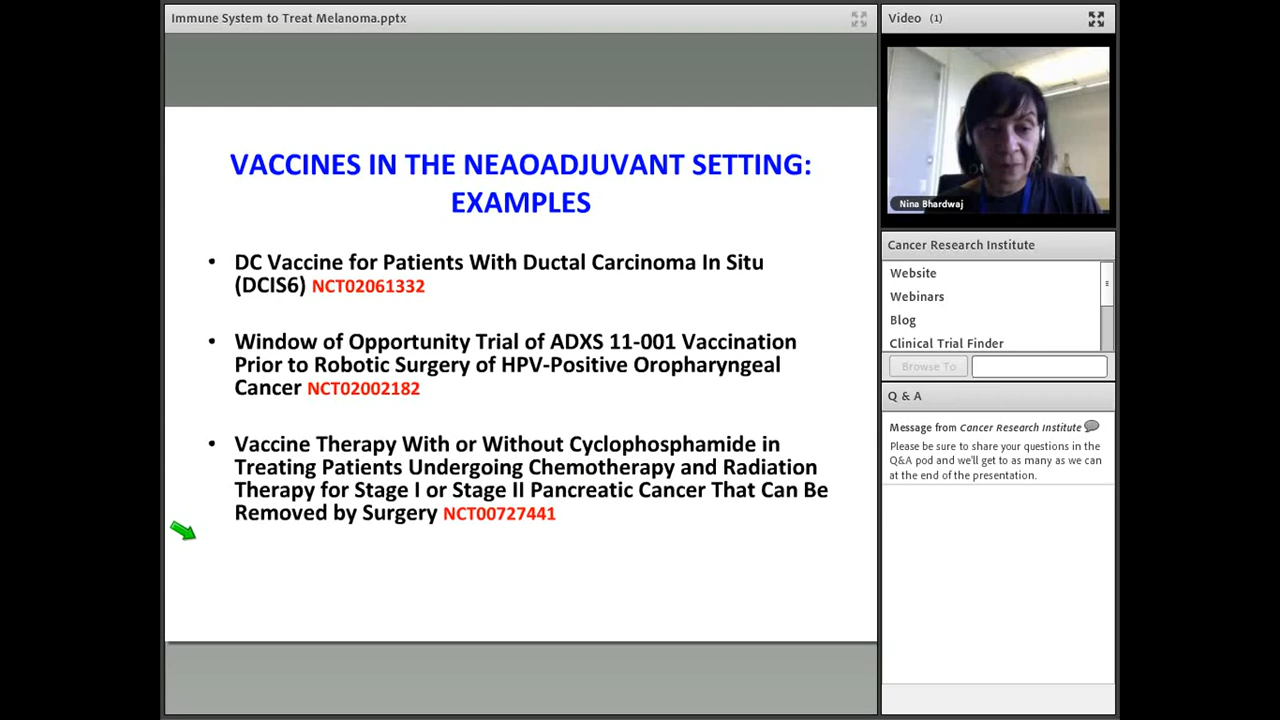 Immune System to Treat Melanoma.pptx
VACCINES IN THE NEAOADJUVANT SETTING:
EXAMPLES
• DC Vaccine for Patients With Ductal Carcinoma In Situ
(DCIS6) NCT02061332
• Window of Opportunity Trial of ADXS 11-001 Vaccination
Prior to Robotic Surgery of HPV-Positive Oropharyngeal
Cancer NCT02002182
• Vaccine Therapy With or Without Cyclophosphamide in
Treating Patients Undergoing Chemotherapy and Radiation
Therapy for Stage I or Stage II Pancreatic Cancer That Can Be
Removed by Surgery NCT00727441
Video (1)
Nina Bhardwaj
Cancer Research Institute
Website
Webinars
Blog
Clinical Trial Finder
Browse To
Q & A
Message from Cancer Research Institute
Please be sure to share your questions in the
Q&A pod and we'll get to as many as we can
at the end of the presentation.